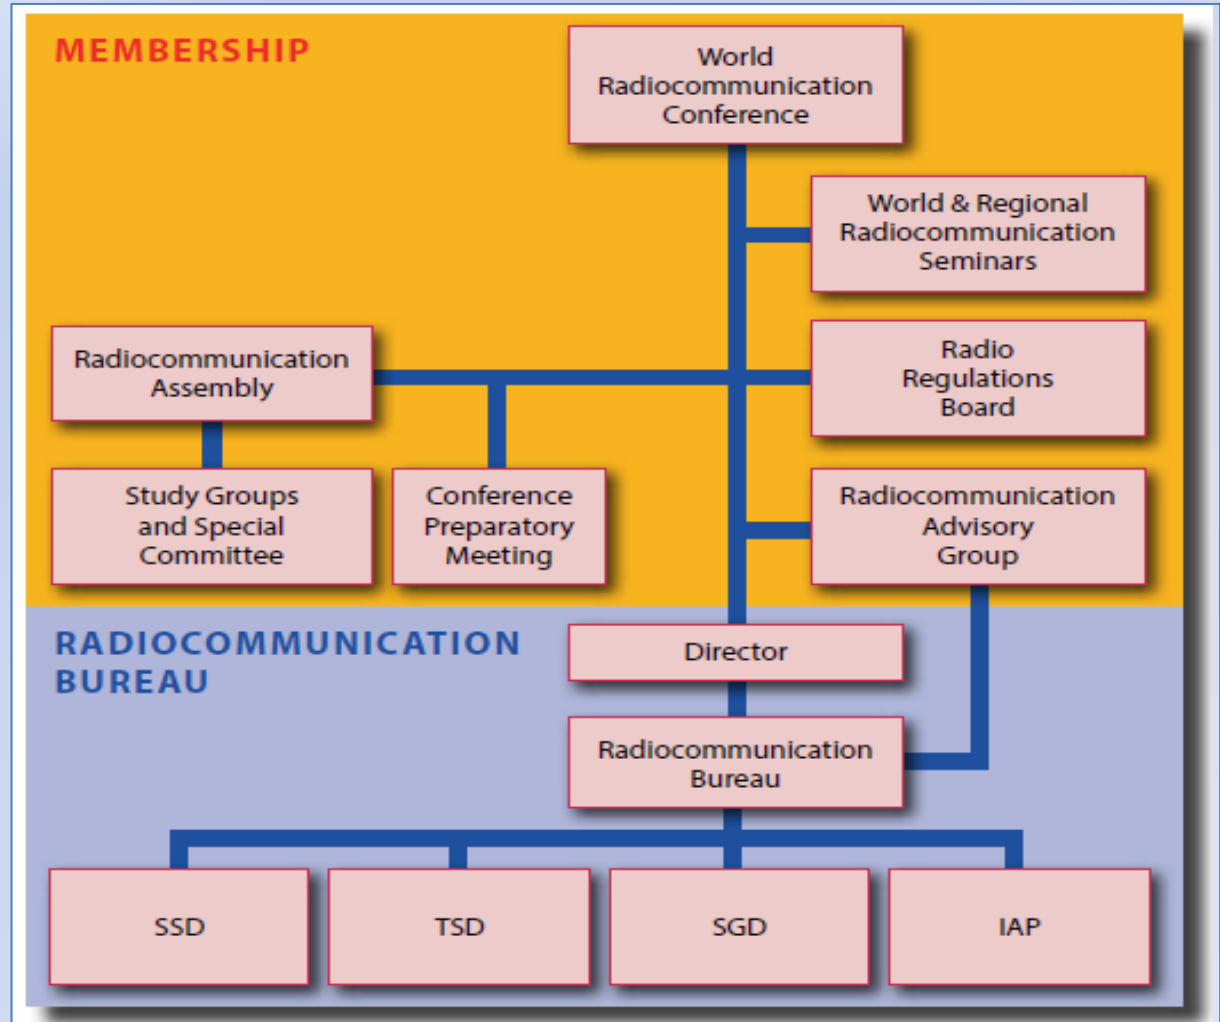 MEMBERSHIP
World
Radiocommunication
Conference
World & Regional
Radiocommunication
Seminars
Radiocommunication
Assembly
Radio
Regulations
Board
Study Groups
and Special
Committee
Conference
Preparatory
Meeting
Radiocommunication
Advisory
Group
RADIOCOMMUNICATION
BUREAU
Director
Radiocommunication
Bureau
SSD
TSD
SGD
IAP